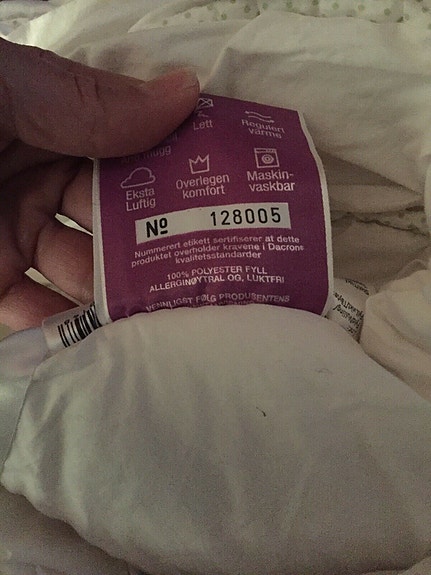 Lett
Regulert
varme
mugg
Eksta
Luftig
Overlegen
komfort
Maskin-
vaskbar
Nº 128005
Nummerert etikett sertifiserer at dette
produktet overholder kravene i Dacrons
kvalitetsstandarder
100% POLYESTER FYLL
ALLERGINØYTRAL OG, LUKTFRI
VENNLIGST FØLG PRODUSENTENS